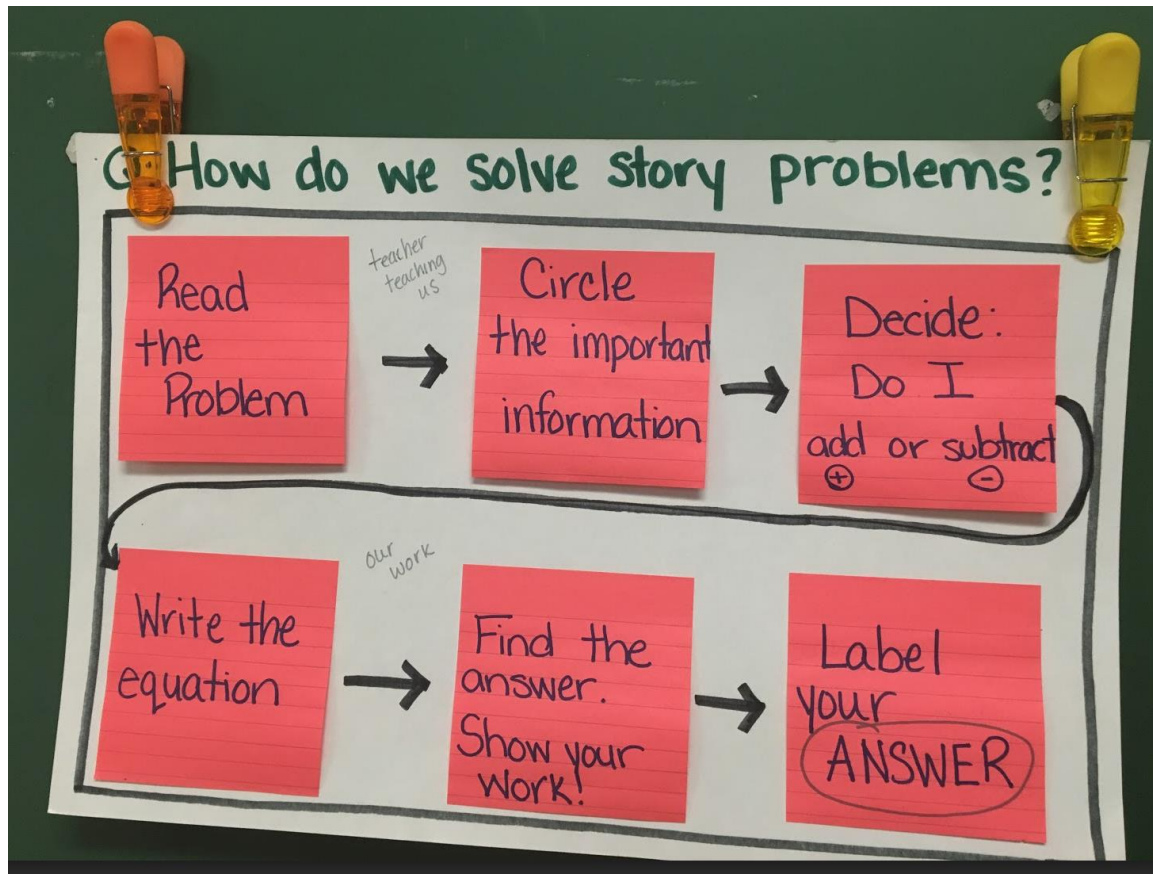 How do we solve story problems?
Read
the
Problem
teacher
teaching
us
Circle
the important
information
Decide:
Do I
add or subtract
+ -
Write the
equation
our
work
Find the
answer.
Show your
work!
Label
your
ANSWER